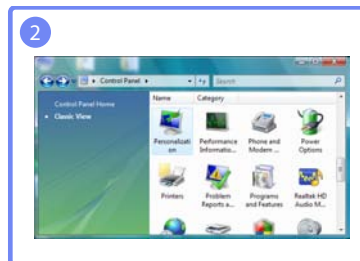 2
Control Panel
Search
Control Panel Home
Classic View
Name Category
Personalizati
on
Performance
Informatio...
Phone and
Modem ...
Power
Options
Printers
Problem
Reports a...
Programs
and Features
Realtek HD
Audio M...